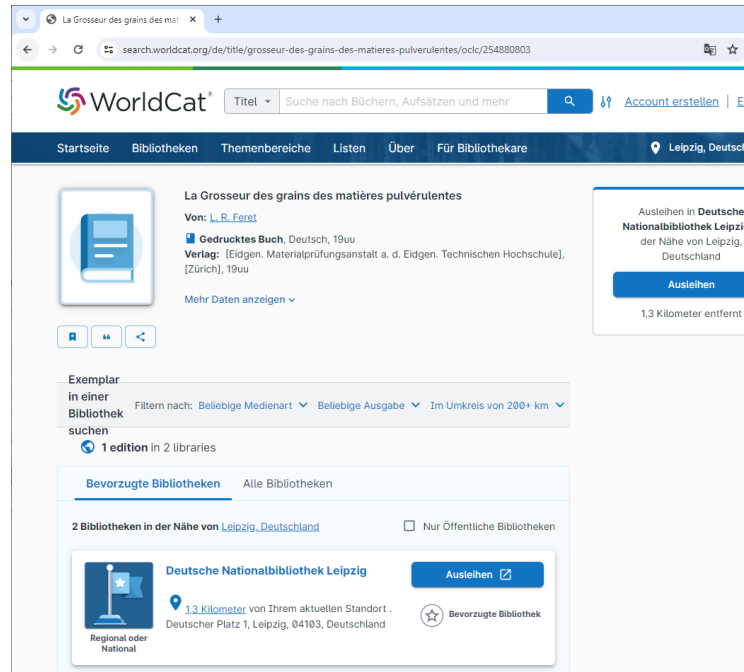 La Grosseur des grains des mat
search.worldcat.org/de/title/grosseur-des-grains-des-matieres-pulverulentes/oclc/254880803
WorldCat®
Titel
Suche nach Büchern, Aufsätzen und mehr
Account erstellen | E
Startseite Bibliotheken Themenbereiche Listen Über Für Bibliothekare
Leipzig, Deutsch
La Grosseur des grains des matières pulvérulentes
Von: L. R. Feret
Gedrucktes Buch, Deutsch, 19uu
Verlag: [Eidgen. Materialprüfungsanstalt a. d. Eidgen. Technischen Hochschule],
[Zürich], 19uu
Mehr Daten anzeigen
Ausleihen in Deutsche
Nationalbibliothek Leipzi
der Nähe von Leipzig,
Deutschland
Ausleihen
1,3 Kilometer entfernt
Exemplar
in einer
Bibliothek
suchen
Filtern nach: Beliebige Medienart Beliebige Ausgabe Im Umkreis von 200+ km
1 edition in 2 libraries
Bevorzugte Bibliotheken Alle Bibliotheken
2 Bibliotheken in der Nähe von Leipzig, Deutschland
Nur Öffentliche Bibliotheken
Deutsche Nationalbibliothek Leipzig
1,3 Kilometer von Ihrem aktuellen Standort .
Deutscher Platz 1, Leipzig, 04103, Deutschland
Regional oder
National
Ausleihen
Bevorzugte Bibliothek